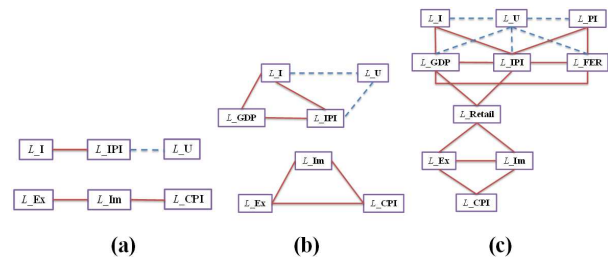 L_I L_U L_PI
L_GDP L_IPI L_FER
L_Retail
L_Ex L_Im
L_CPI
L_I L_U
L_GDP L_IPI
L_Im
L_Ex L_CPI
L_I L_IPI L_U
L_Ex L_Im L_CPI
(a) (b) (c)